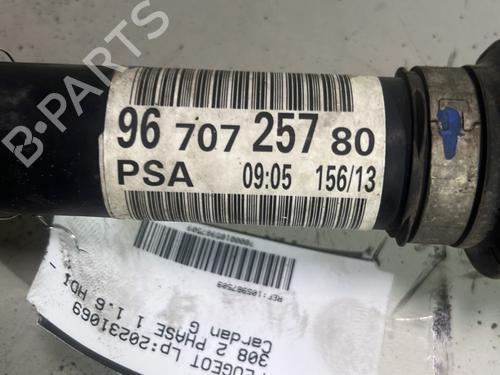 96 707 257 80
PSA 09:05 156/13
REF:1053B7509
PEUGEOT Lp:20231069
308 2 PHASE 1 1.6 HDI -
Cardan G
B-PARTS